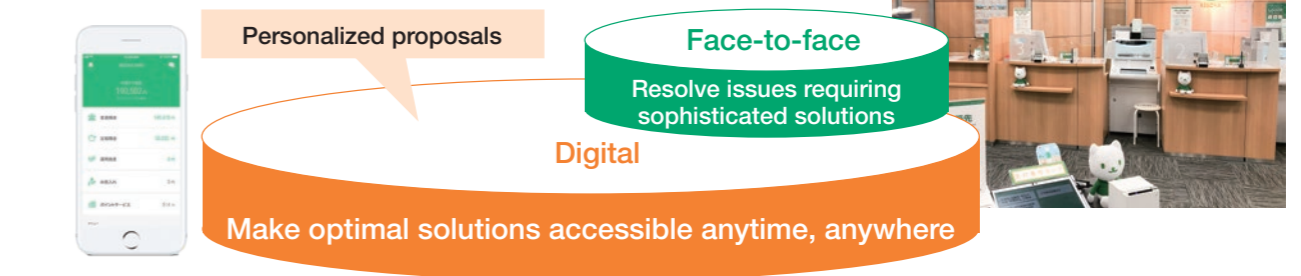 Personalized proposals
Face-to-face
Resolve issues requiring
sophisticated solutions
Digital
Make optimal solutions accessible anytime, anywhere